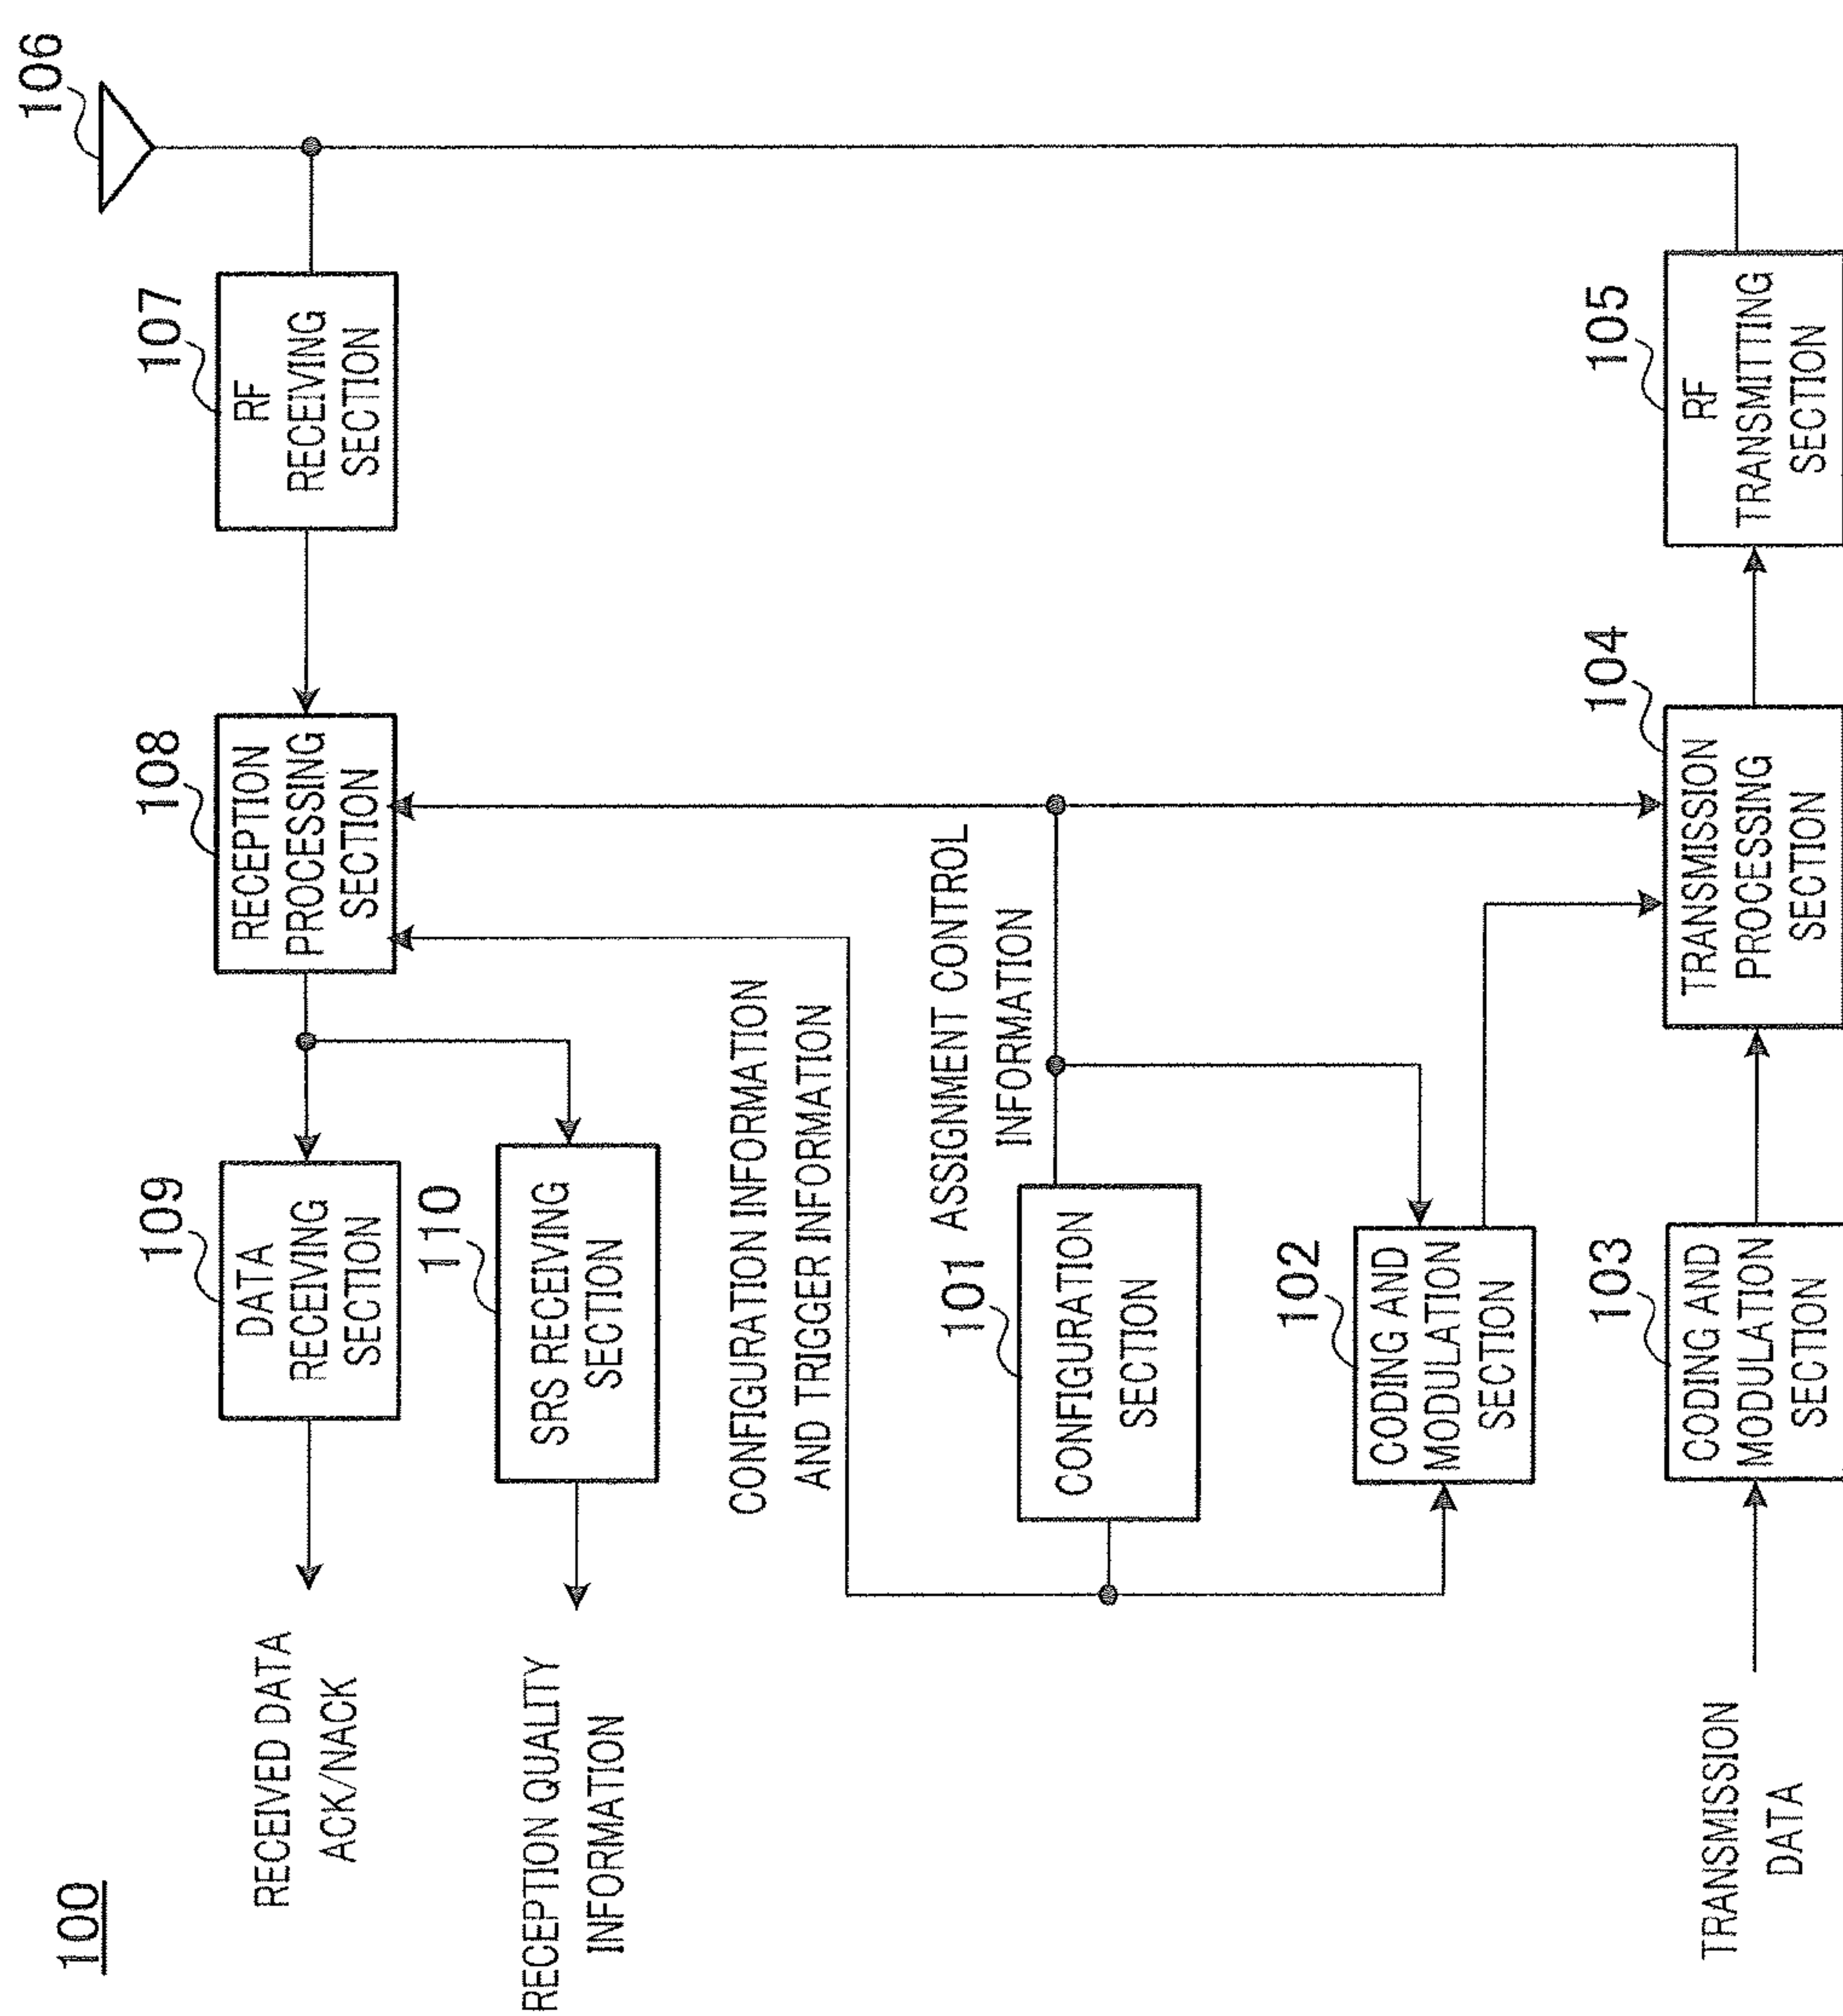 100
RECEIVED DATA
ACK/NACK
RECEPTION QUALITY
INFORMATION
109
DATA
RECEIVING
SECTION
110
SRS RECEIVING
SECTION
108
RECEPTION
PROCESSING
SECTION
107
RF
RECEIVING
SECTION
106
CONFIGURATION INFORMATION
AND TRIGGER INFORMATION
101
CONFIGURATION
SECTION
ASSIGNMENT CONTROL
INFORMATION
102
CODING AND
MODULATION
SECTION
TRANSMISSION
DATA
103
CODING AND
MODULATION
SECTION
104
TRANSMISSION
PROCESSING
SECTION
105
RF
TRANSMITTING
SECTION